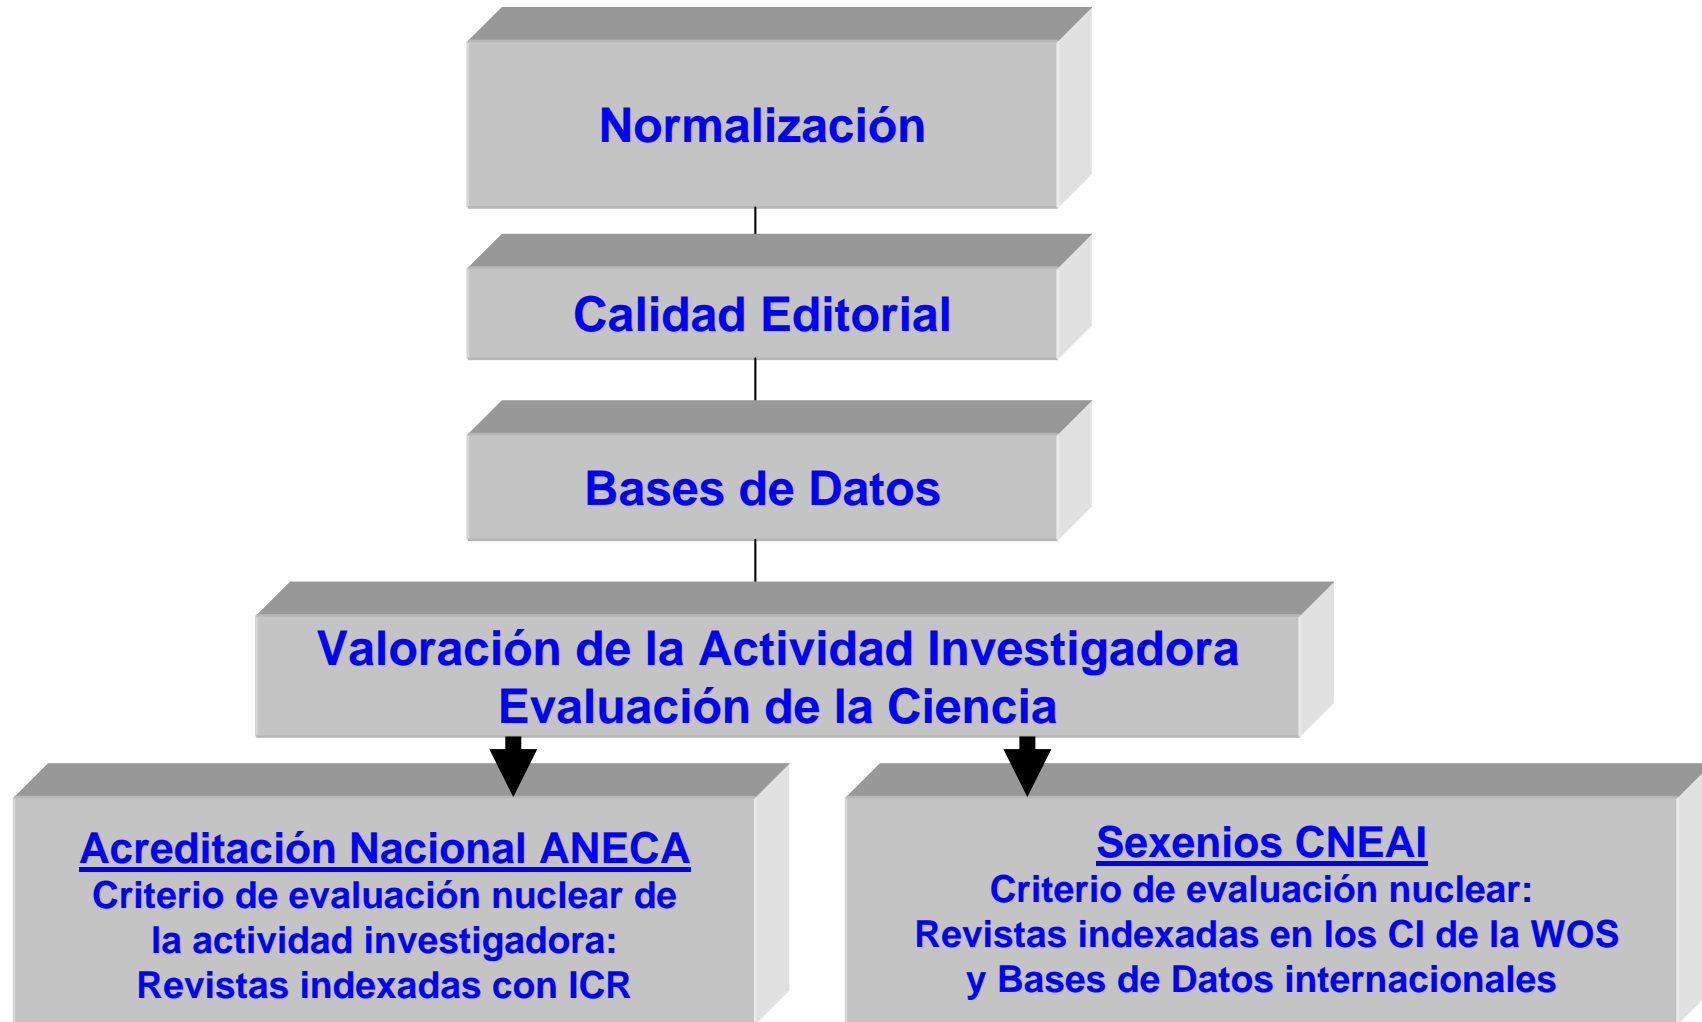 Normalización
Calidad Editorial
Bases de Datos
Valoración de la Actividad Investigadora
Evaluación de la Ciencia
Acreditación Nacional ANECA
Criterio de evaluación nuclear de
la actividad investigadora:
Revistas indexadas con ICR
Sexenios CNEAI
Criterio de evaluación nuclear:
Revistas indexadas en los CI de la WOS
y Bases de Datos internacionales